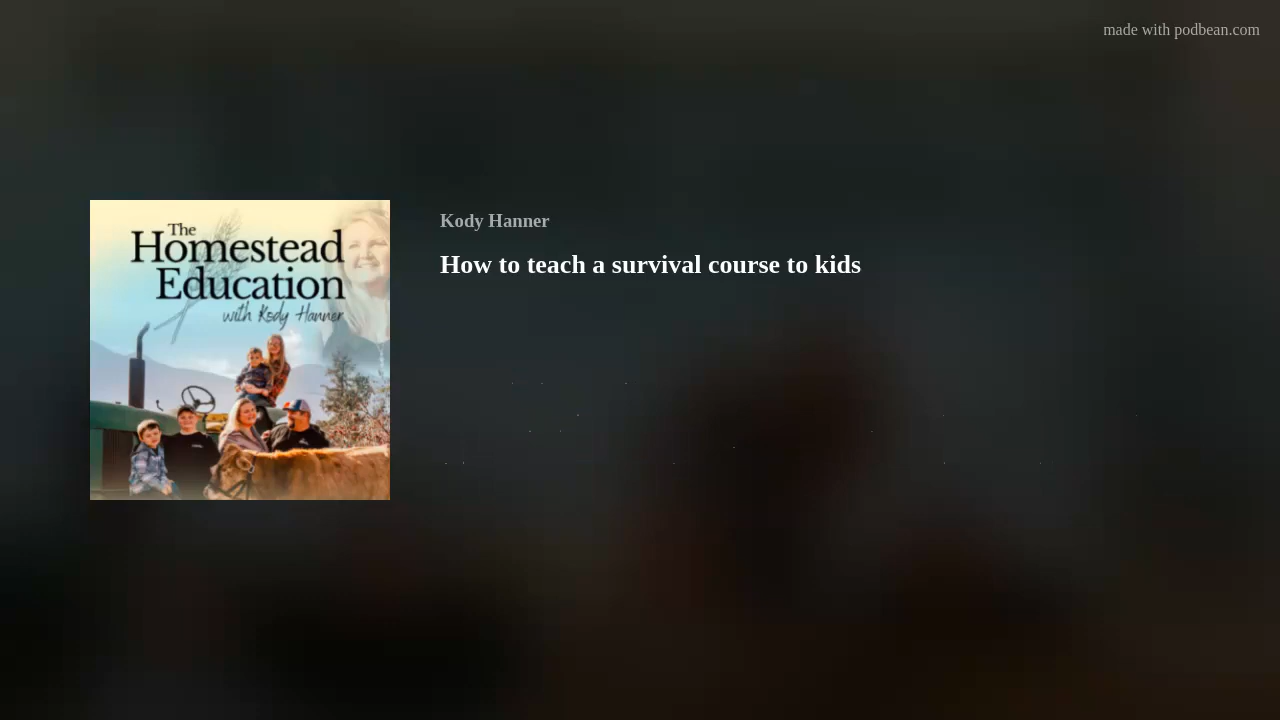 made with podbean.com
The
Homestead
Education
with Kody Hanner
Kody Hanner
How to teach a survival course to kids